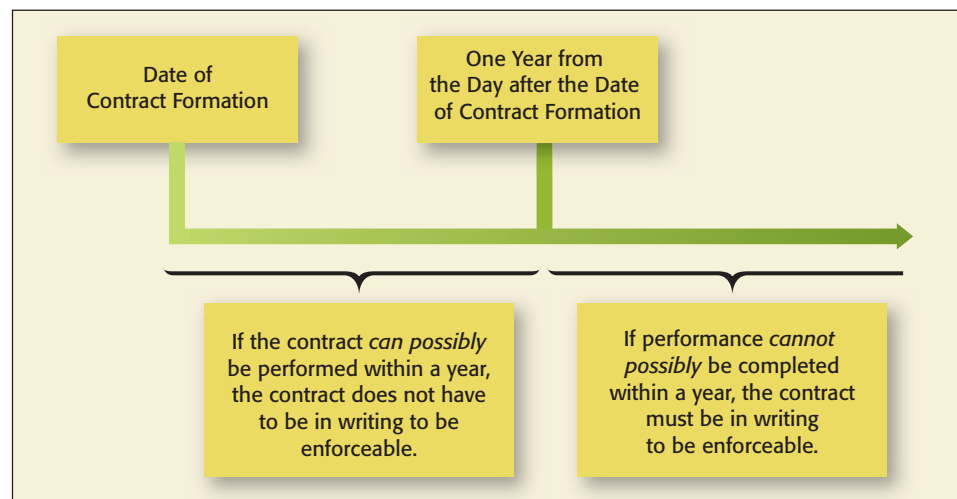 Date of
Contract Formation
One Year from
the Day after the Date
of Contract Formation
If the contract can possibly
be performed within a year,
the contract does not have
to be in writing to be
enforceable.
If performance cannot
possibly be completed
within a year, the contract
must be in writing
to be enforceable.